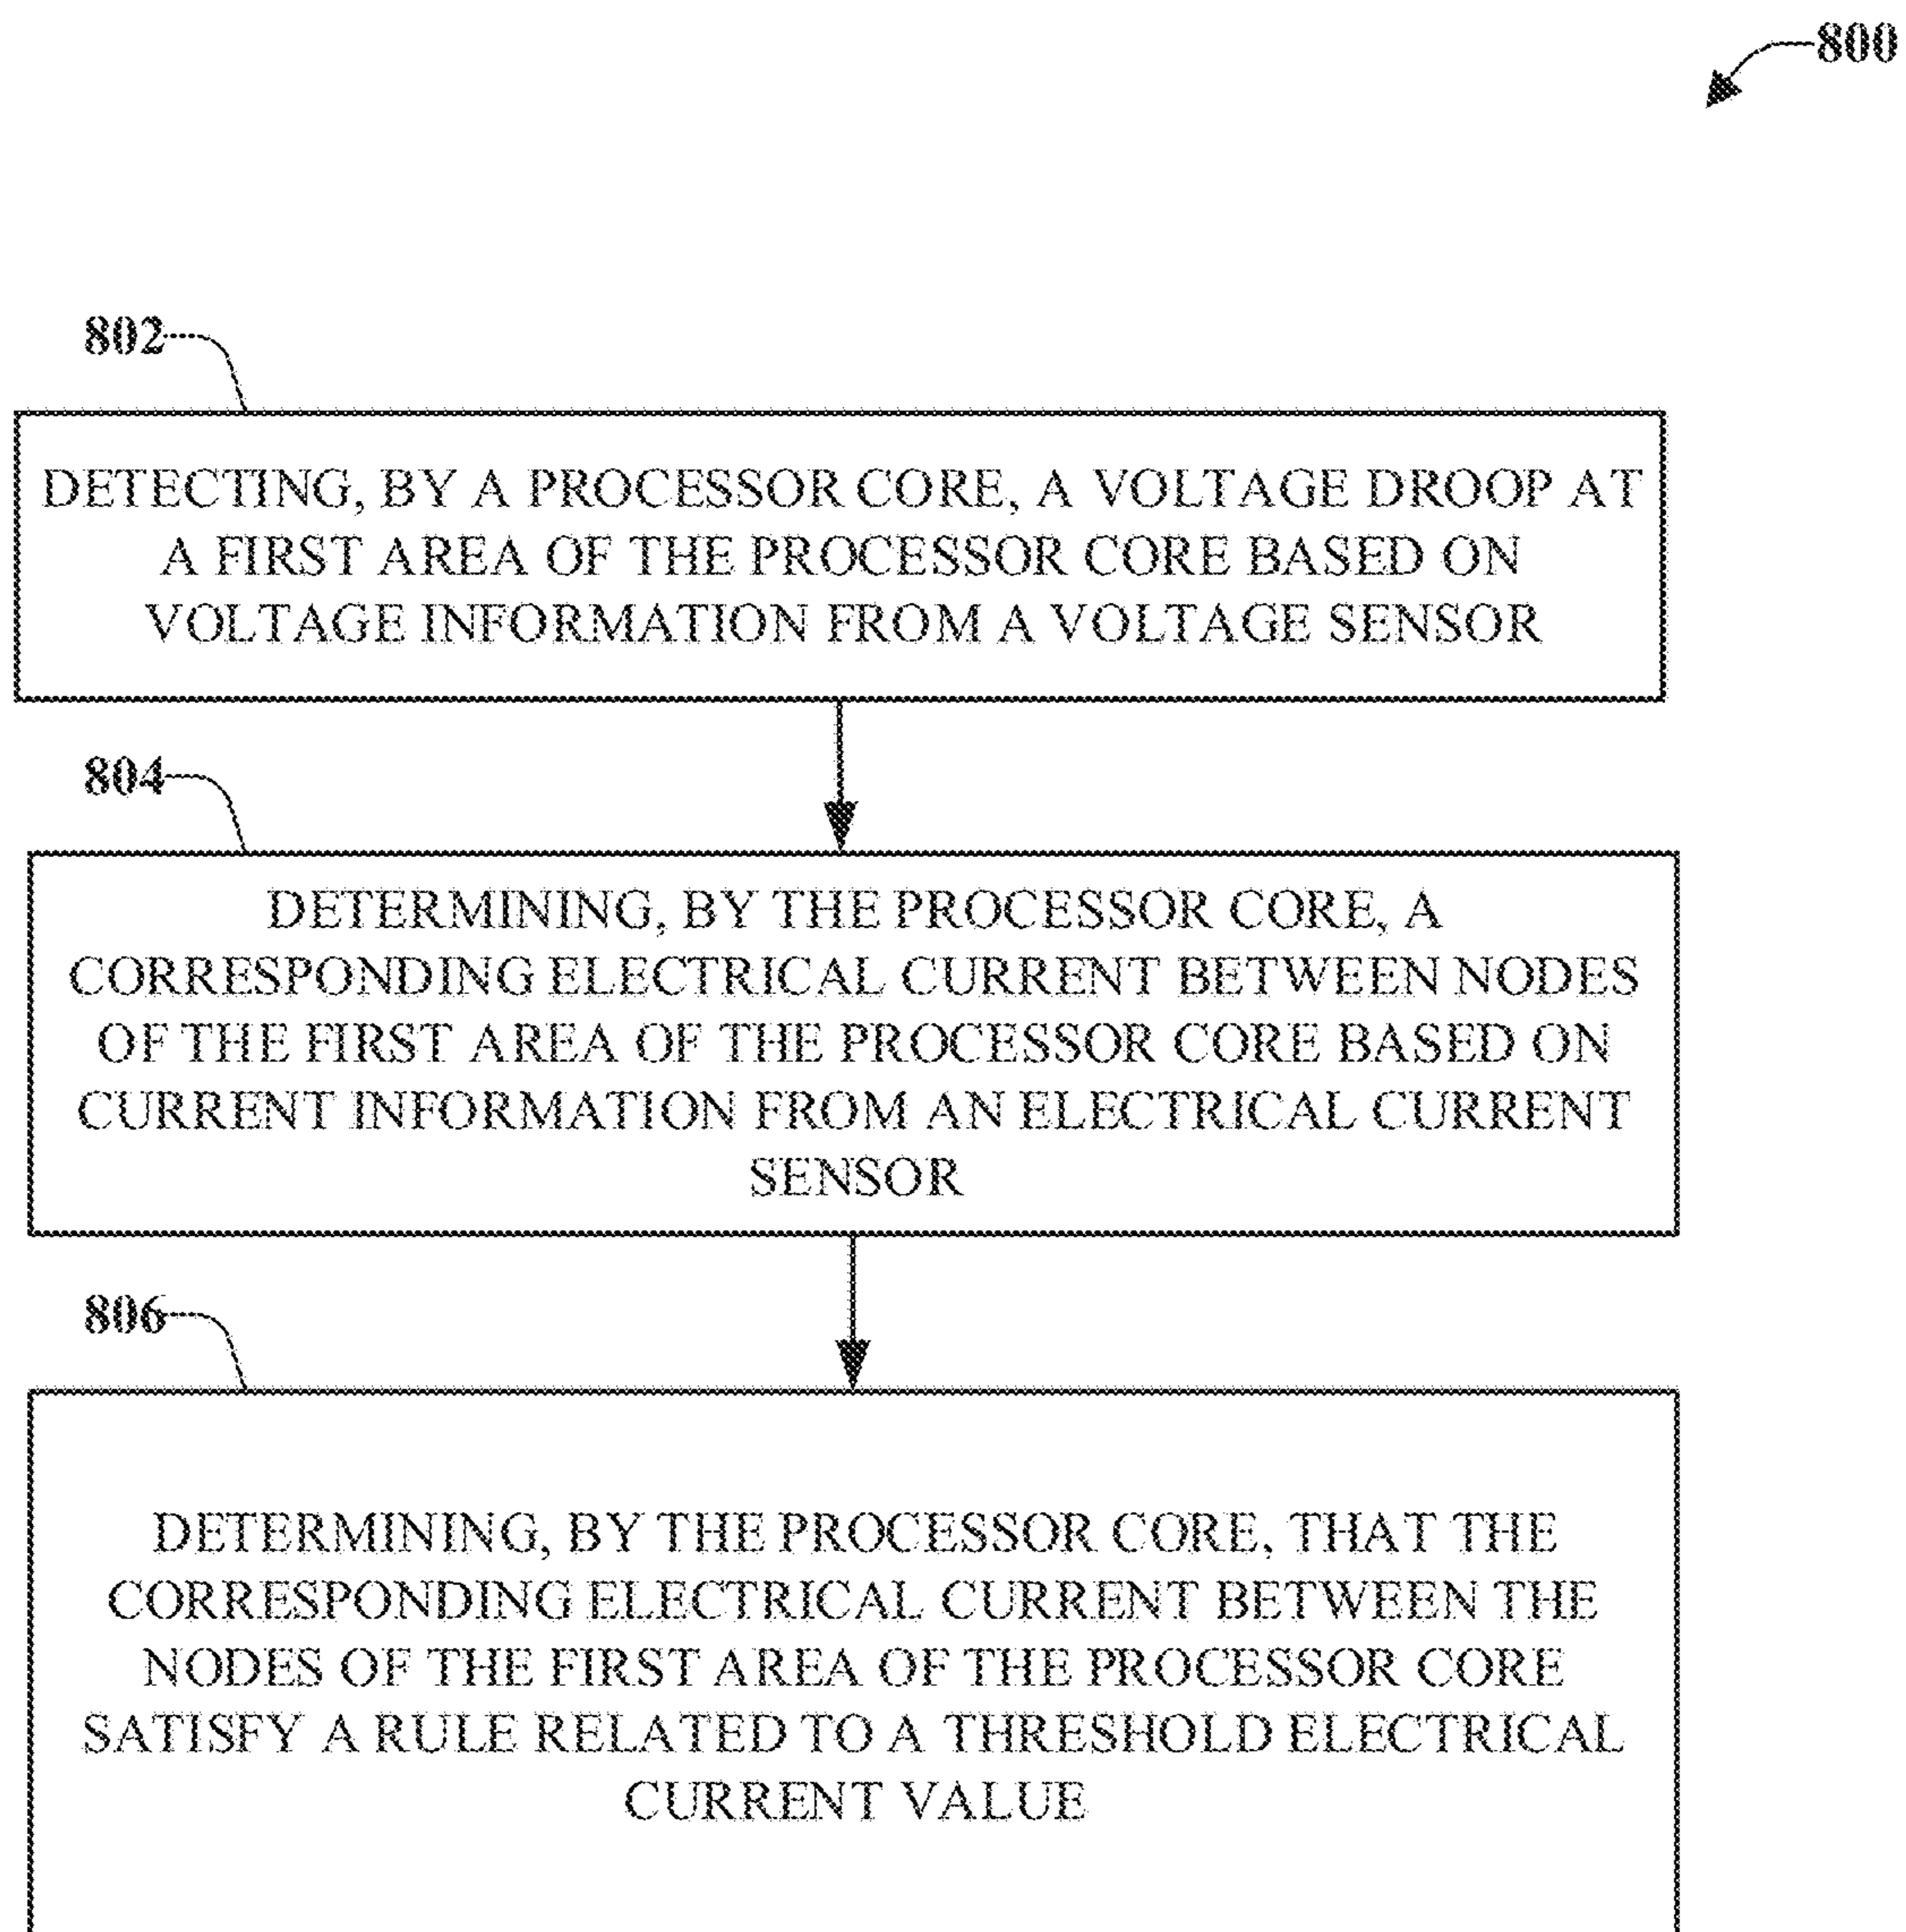 800
802
DETECTING, BY A PROCESSOR CORE, A VOLTAGE DROOP AT
A FIRST AREA OF THE PROCESSOR CORE BASED ON
VOLTAGE INFORMATION FROM A VOLTAGE SENSOR
804
DETERMINING, BY THE PROCESSOR CORE, A
CORRESPONDING ELECTRICAL CURRENT BETWEEN NODES
OF THE FIRST AREA OF THE PROCESSOR CORE BASED ON
CURRENT INFORMATION FROM AN ELECTRICAL CURRENT
SENSOR
806
DETERMINING, BY THE PROCESSOR CORE, THAT THE
CORRESPONDING ELECTRICAL CURRENT BETWEEN THE
NODES OF THE FIRST AREA OF THE PROCESSOR CORE
SATISFY A RULE RELATED TO A THRESHOLD ELECTRICAL
CURRENT VALUE